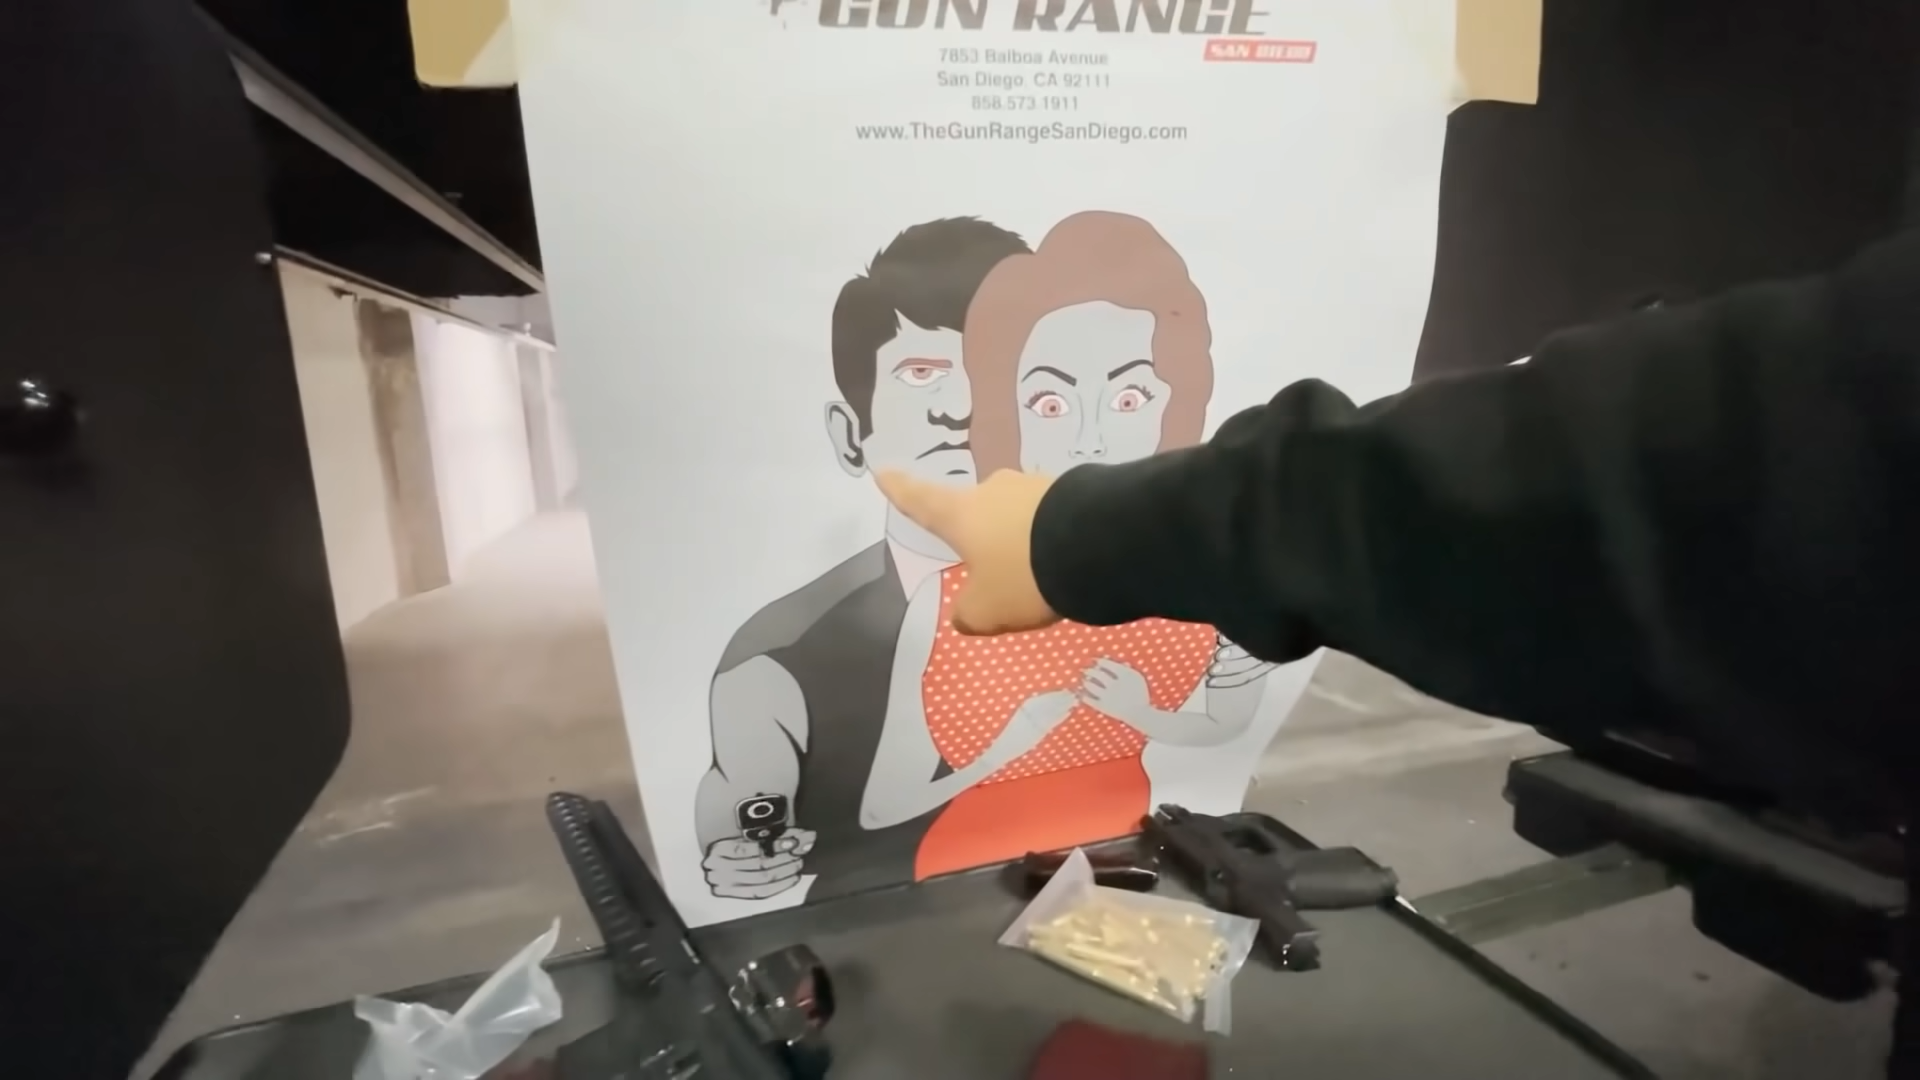 GUN RANGE
SAN DIEGO
7853 Balboa Avenue
San Diego, CA 92111
858.573.1911
www.TheGunRangeSanDiego.com